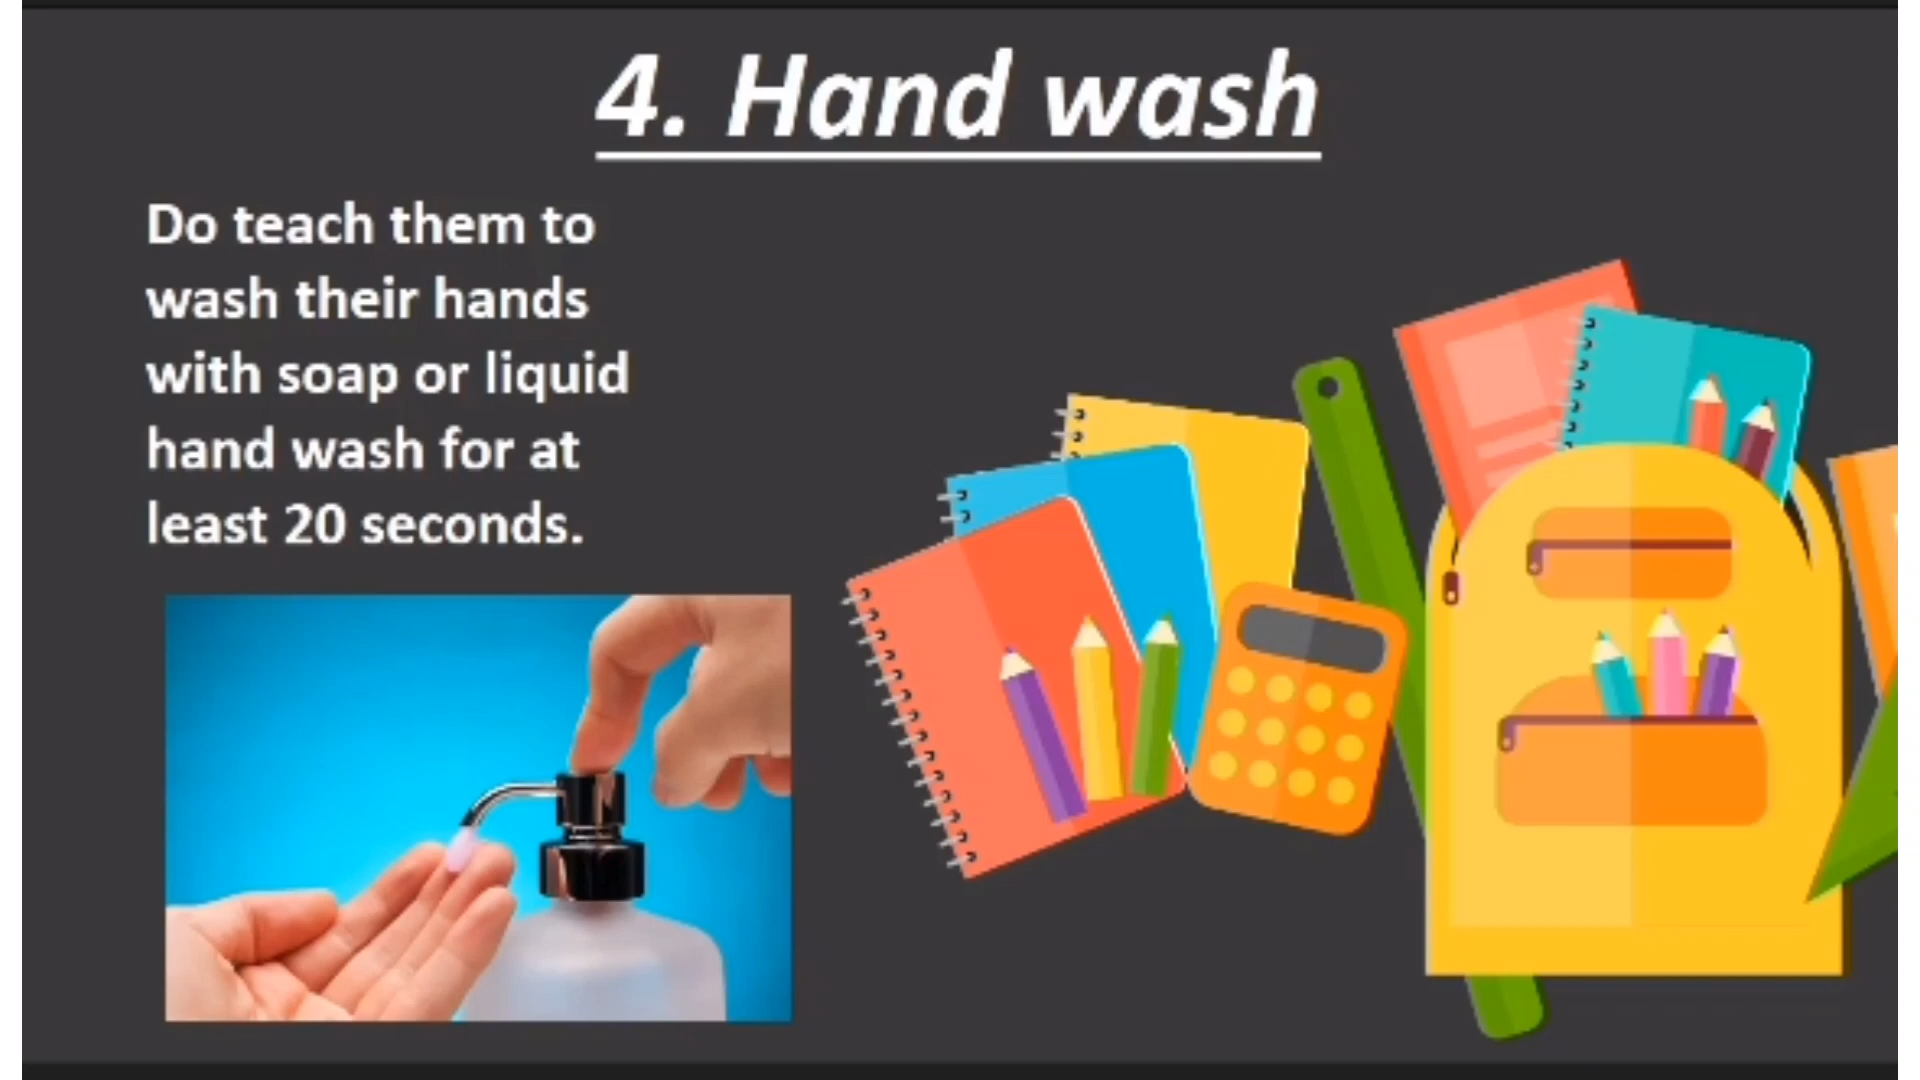 4. Hand wash
Do teach them to
wash their hands
with soap or liquid
hand wash for at
least 20 seconds.